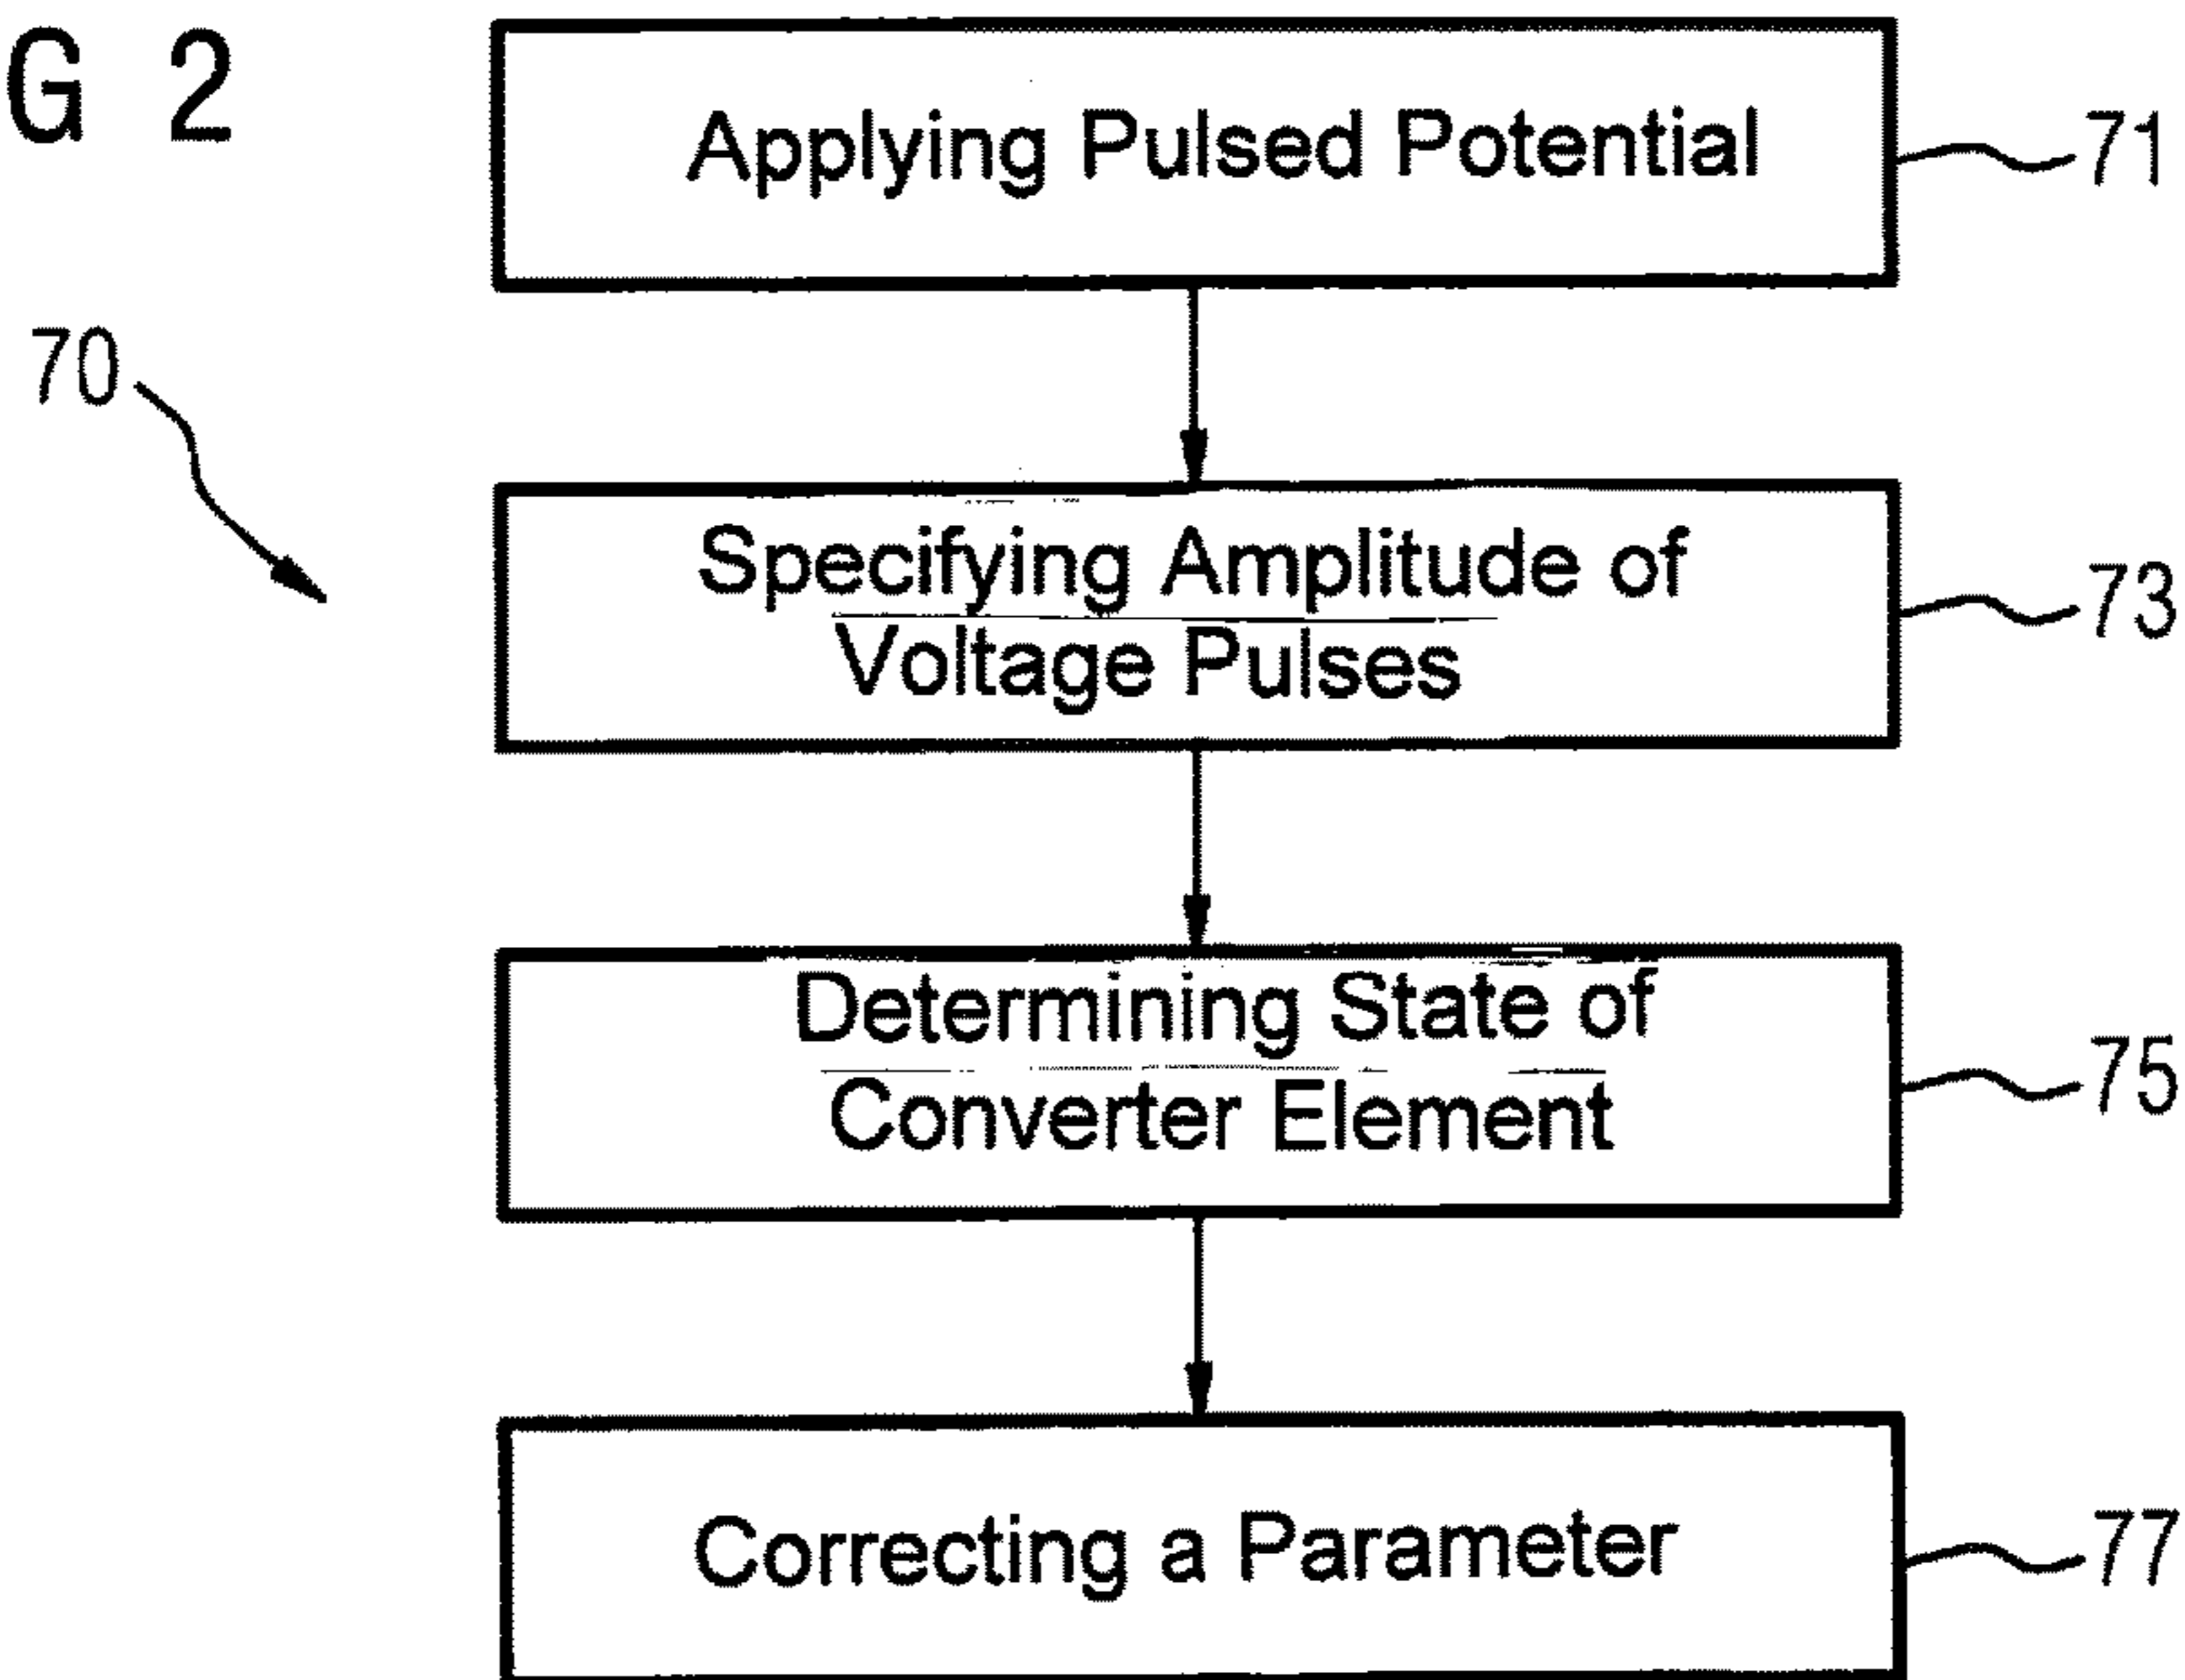 G 2
Applying Pulsed Potential
71
70
Specifying Amplitude of
Voltage Pulses
73
Determining State of
Converter Element
75
Correcting a Parameter
77